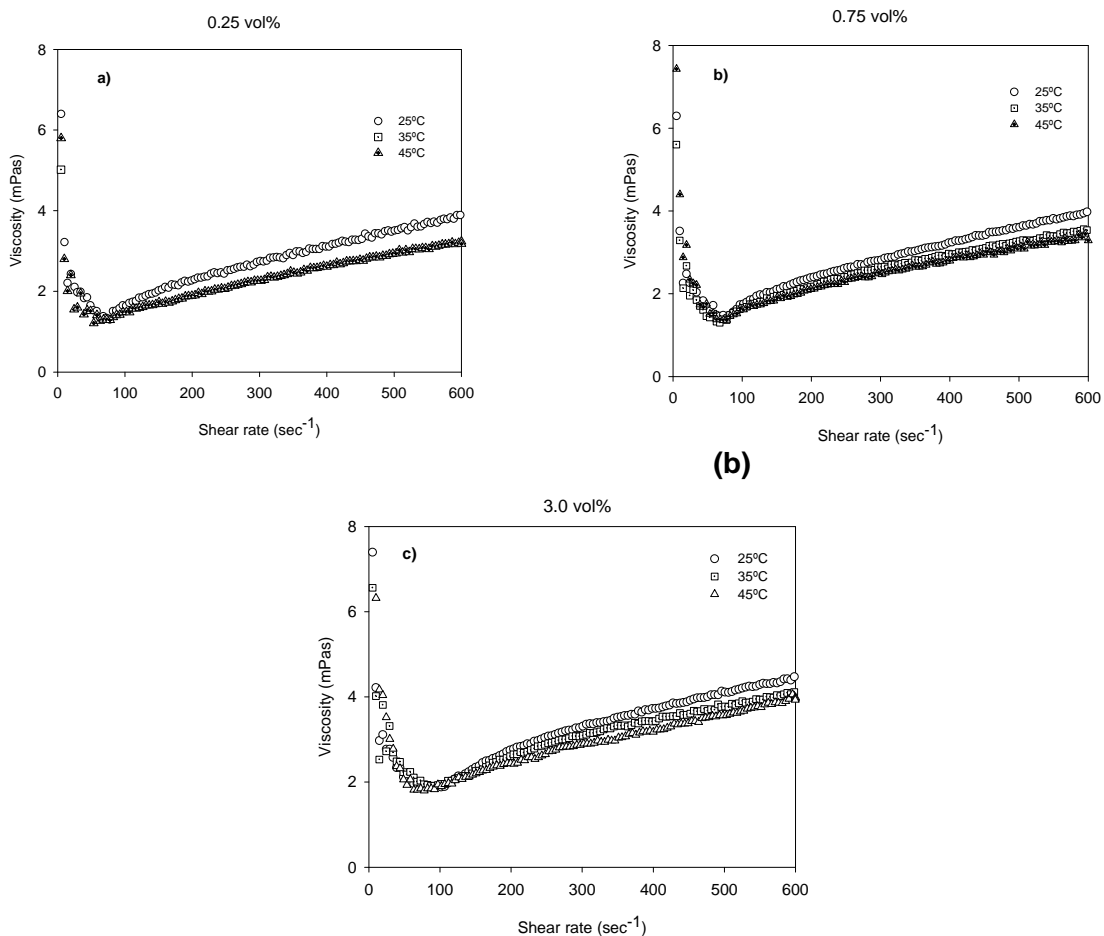 0.25 vol%
a)
25ºC
35ºC
45ºC
8
6
4
2
0
Viscosity (mPas)
0 100 200 300 400 500 600
Shear rate (sec-1)
0.75 vol%
b)
25ºC
35ºC
45ºC
8
6
4
2
0
Viscosity (mPas)
0 100 200 300 400 500 600
Shear rate (sec-1)
(b)
3.0 vol%
c)
25ºC
35ºC
45ºC
8
6
4
2
0
Viscosity (mPas)
0 100 200 300 400 500 600
Shear rate (sec-1)